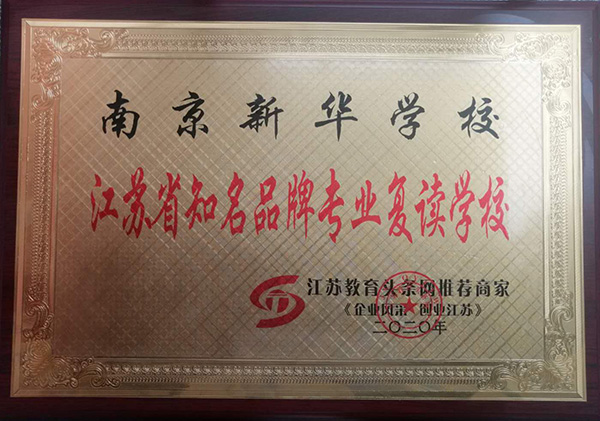 南京新华学校
江苏省知名品牌专业复读学校
江苏教育头条网推荐商家
《企业风采 创业江苏》
二〇二〇年